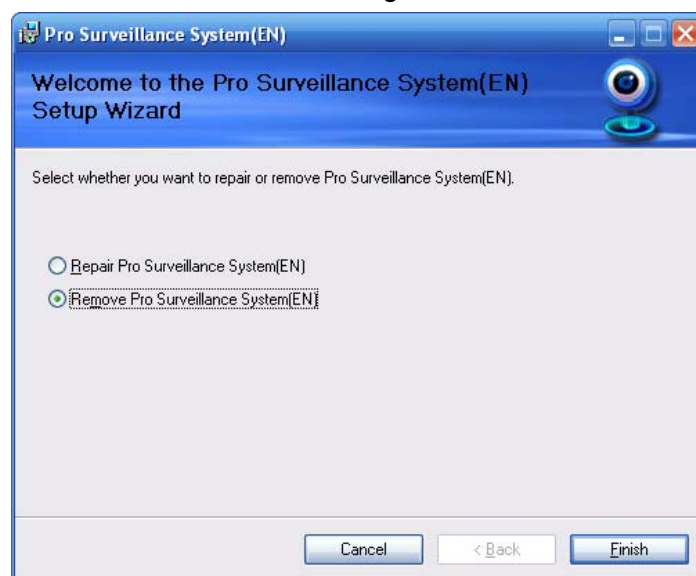 Pro Surveillance System(EN)
Welcome to the Pro Surveillance System(EN)
Setup Wizard
Select whether you want to repair or remove Pro Surveillance System(EN).
Repair Pro Surveillance System(EN)
Remove Pro Surveillance System(EN)
Cancel
< Back
Finish